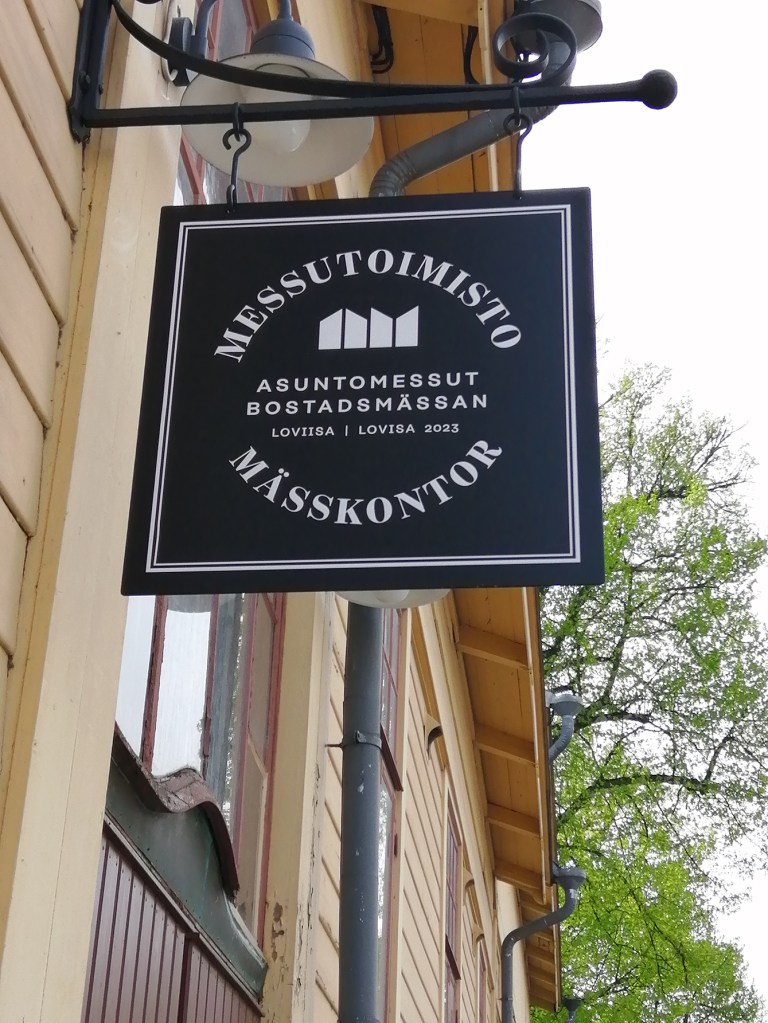 MESSUTOIMISTO
ASUNTOMESSUT
BOSTADSMÄSSAN
LOVIISA | LOVISA 2023
MÄSSKONTOR